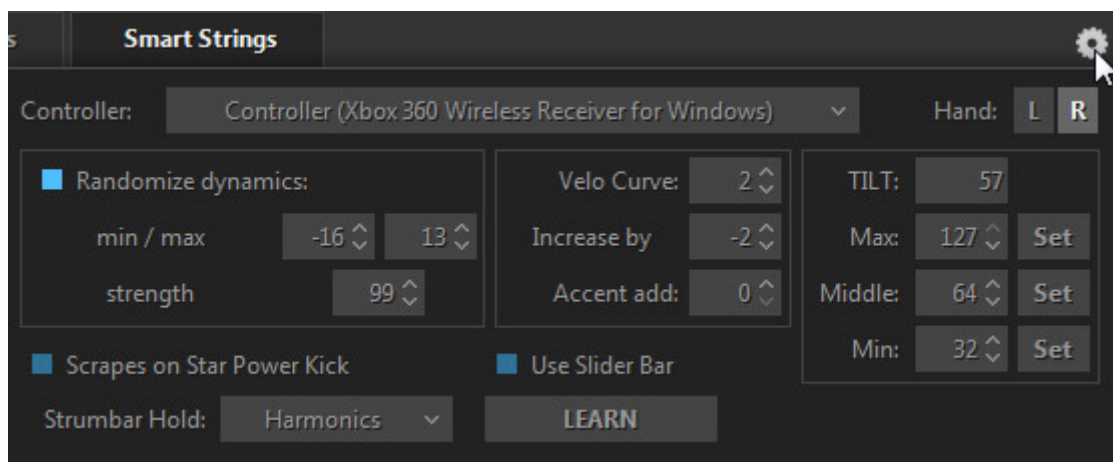 s Smart Strings
Controller: Controller (Xbox 360 Wireless Receiver for Windows) Hand: L R
Randomize dynamics: Velo Curve: 2 TILT: 57
min / max -16 13 Increase by -2 Max: 127 Set
strength 99 Accent add: 0 Middle: 64 Set
Min: 32 Set
Scrapes on Star Power Kick Use Slider Bar
Strumbar Hold: Harmonics LEARN